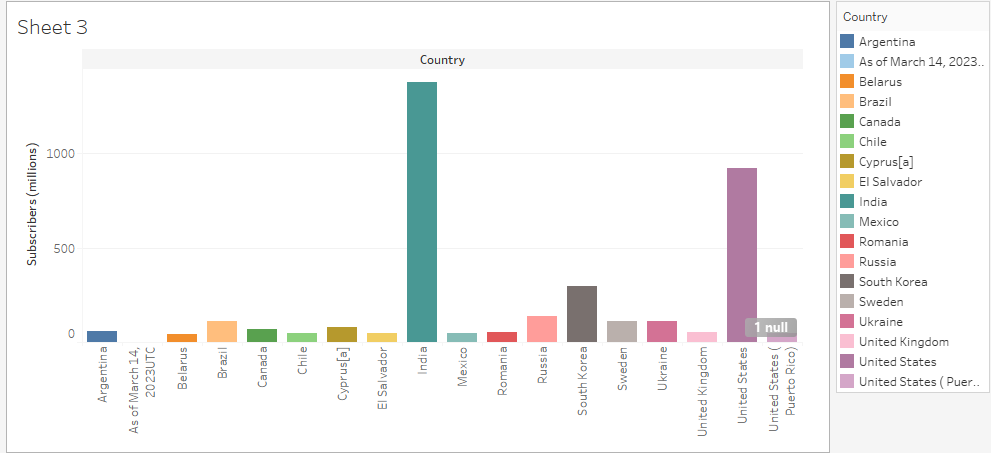 Sheet 3
Country
Subscribers (millions)
1000
500
0
1 null
Argentina
As of March 14,
2023UTC
Belarus
Brazil
Canada
Chile
Cyprus[a]
El Salvador
India
Mexico
Romania
Russia
South Korea
Sweden
Ukraine
United Kingdom
United States
United States (
Puerto Rico)
Country
Argentina
As of March 14, 2023..
Belarus
Brazil
Canada
Chile
Cyprus[a]
El Salvador
India
Mexico
Romania
Russia
South Korea
Sweden
Ukraine
United Kingdom
United States
United States ( Puer..